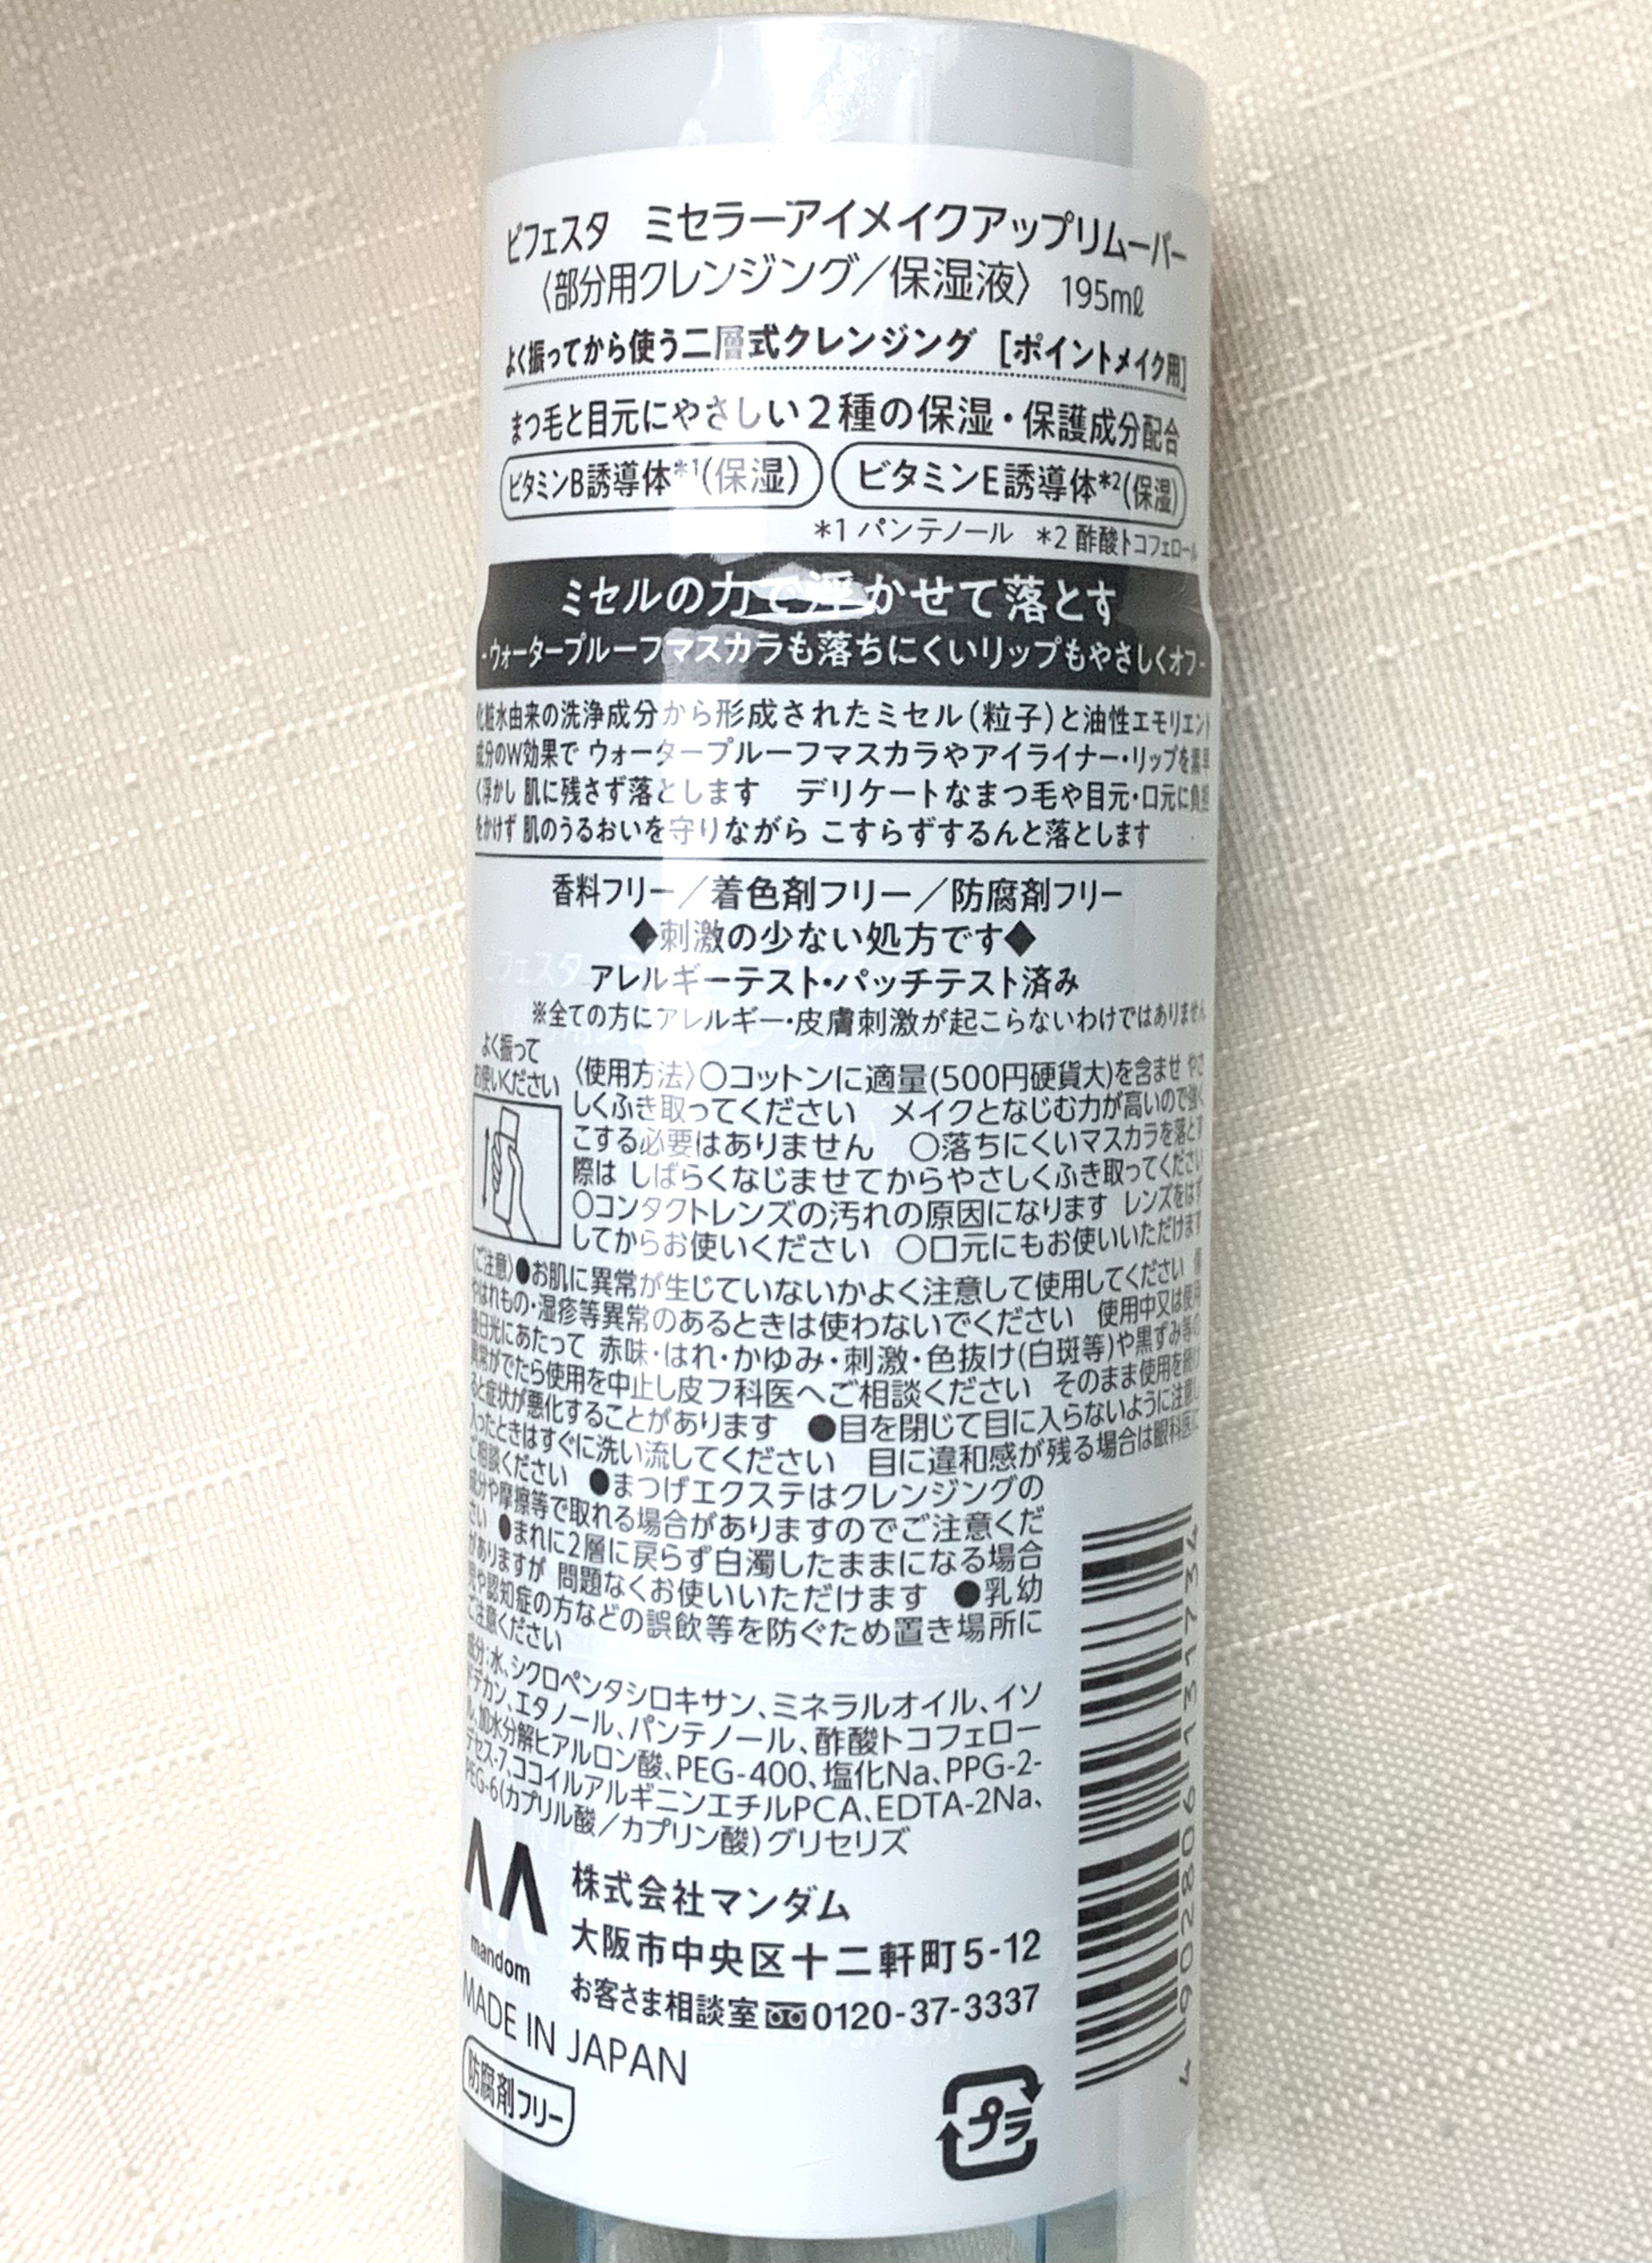 ビフェスタ ミセラーアイメイクアップリムーバー
〈部分用クレンジング／保湿液〉 195mℓ
よく振ってから使う二層式クレンジング [ポイントメイク用]
まつ毛と目元にやさしい2種の保湿・保護成分配合
ビタミンB誘導体*1(保湿) ビタミンE誘導体*2(保湿)
*1 パンテノール *2 酢酸トコフェロール
ミセルの力で浮かせて落とす
-ウォータープルーフマスカラも落ちにくいリップもやさしくオフ-
化粧水由来の洗浄成分から形成されたミセル(粒子)と油性エモリエント
成分のW効果で ウォータープルーフマスカラやアイライナー・リップを素早
く浮かし 肌に残さず落とします デリケートなまつ毛や目元・口元に負担
をかけず 肌のうるおいを守りながら こすらずするんと落とします
香料フリー／着色剤フリー／防腐剤フリー
◆刺激の少ない処方です◆
アレルギーテスト・パッチテスト済み
※全ての方にアレルギー・皮膚刺激が起こらないわけではありません
よく振って
お使いください
〈使用方法〉○コットンに適量(500円硬貨大)を含ませ やさ
しくふき取ってください メイクとなじむ力が高いので強く
こする必要はありません ○落ちにくいマスカラを落とす
際は しばらくなじませてからやさしくふき取ってください
○コンタクトレンズの汚れの原因になります レンズをはず
してからお使いください ○口元にもお使いいただけます
〈ご注意〉●お肌に異常が生じていないかよく注意して使用してください
やはれもの・湿疹等異常のあるときは使わないでください 使用中又は使用
後日光にあたって 赤味・はれ・かゆみ・刺激・色抜け(白斑等)や黒ずみ等の
異常がでたら使用を中止し皮フ科医へご相談ください そのまま使用を続け
ると症状が悪化することがあります ●目を閉じて目に入らないように注意し
入ったときはすぐに洗い流してください 目に違和感が残る場合は眼科医に
ご相談ください ●まつげエクステはクレンジングの
成分や摩擦等で取れる場合がありますのでご注意くだ
さい ●まれに2層に戻らず白濁したままになる場合
がありますが 問題なくお使いいただけます ●乳幼
児や認知症の方などの誤飲等を防ぐため置き場所に
ご注意ください
成分:水、シクロペンタシロキサン、ミネラルオイル、イソ
ドデカン、エタノール、パンテノール、酢酸トコフェロー
ル、加水分解ヒアルロン酸、PEG-400、塩化Na、PPG-2-
デセス-7、ココイルアルギニンエチルPCA、EDTA-2Na、
PEG-6(カプリル酸／カプリン酸)グリセリズ
mandom
株式会社マンダム
大阪市中央区十二軒町5-12
お客さま相談室 0120-37-3337
MADE IN JAPAN
防腐剤フリー
プラ
4 902806 131734